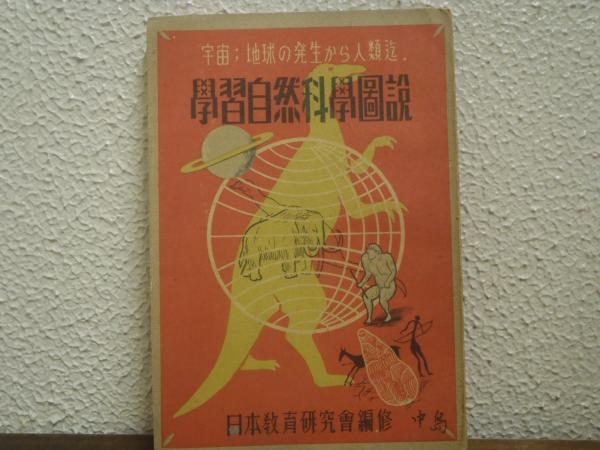 宇宙；地球の発生から人類迄.
學習自然科學圖說
日本教育研究會編修
中島